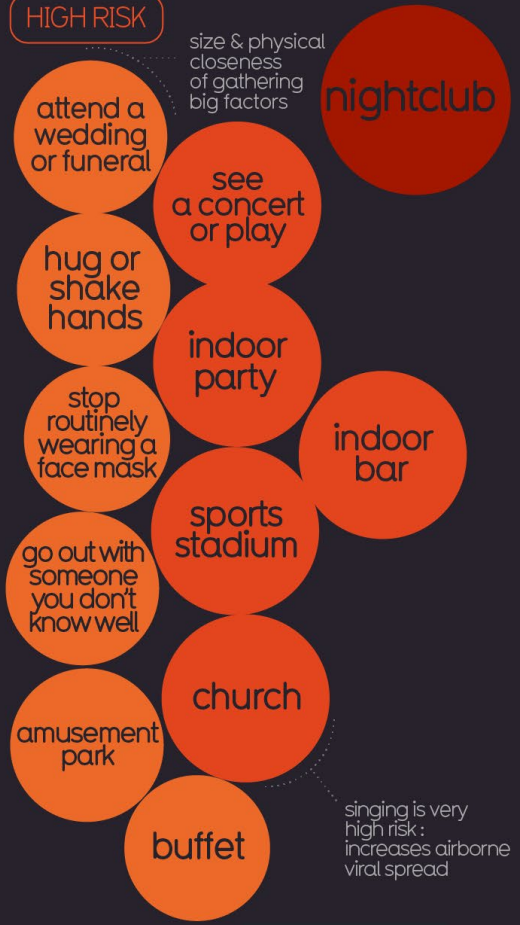 HIGH RISK
size & physical
closeness
of gathering
big factors
nightclub
attend a
wedding
or funeral
see
a concert
or play
hug or
shake
hands
indoor
party
stop
routinely
wearing a
face mask
indoor
bar
sports
stadium
go out with
someone
you don't
know well
church
amusement
park
buffet
singing is very
high risk :
increases airborne
viral spread